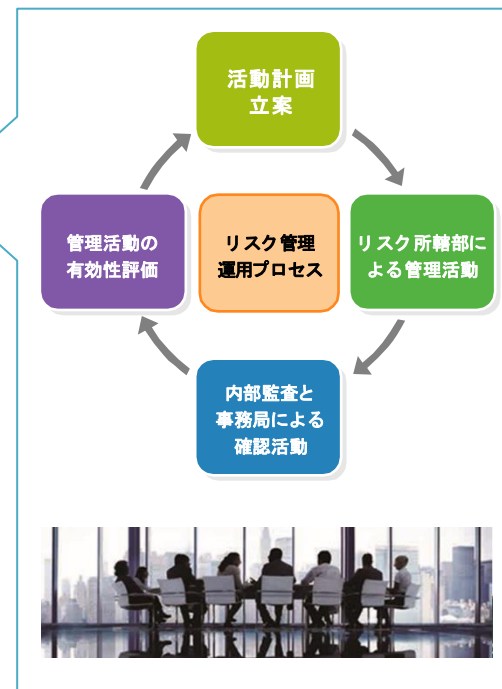 活動計画
立案
管理活動の
有効性評価
リスク管理
運用プロセス
リスク所轄部に
よる管理活動
内部監査と
事務局による
確認活動